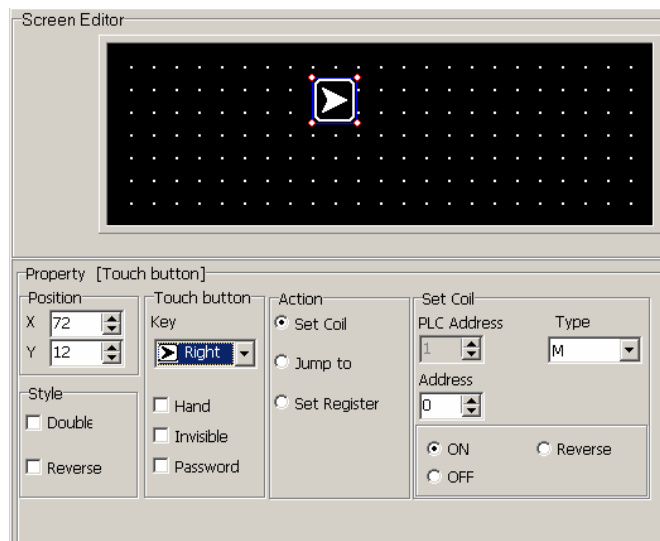 Screen Editor
Property [Touch button]
Position
X 72
Y 12
Style
Double
Reverse
Touch button
Key
Right
Hand
Invisible
Password
Action
Set Coil
Jump to
Set Register
Set Coil
PLC Address Type
1 M
Address
0
ON Reverse
OFF